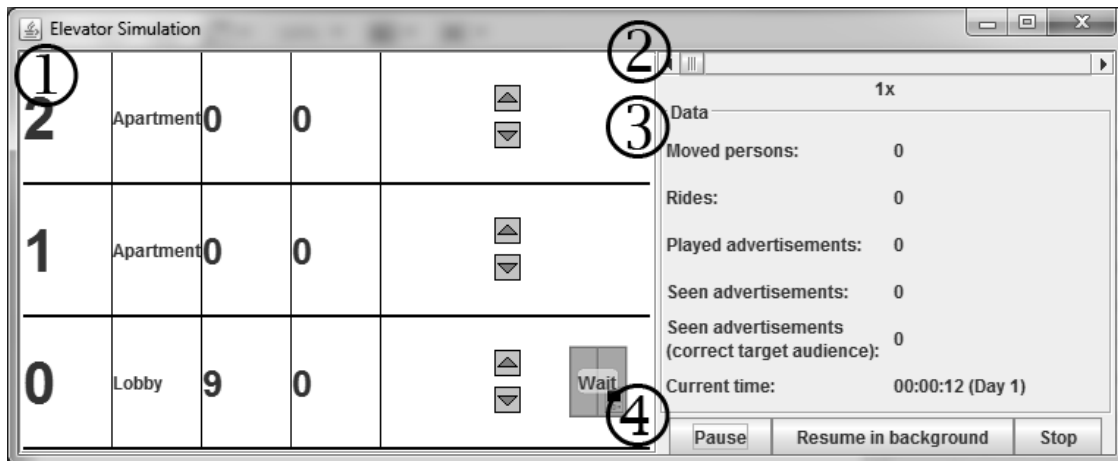 Elevator Simulation
1
2
Apartment
0
0
1
Apartment
0
0
0
Lobby
9
0
Wait
2
1x
3
Data
Moved persons: 0
Rides: 0
Played advertisements: 0
Seen advertisements: 0
Seen advertisements
(correct target audience): 0
Current time: 00:00:12 (Day 1)
4
Pause
Resume in background
Stop